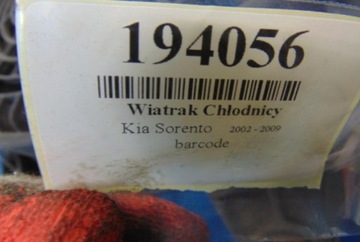 194056
Wiatrak Chłodnicy
Kia Sorento 2002 - 2009
barcode